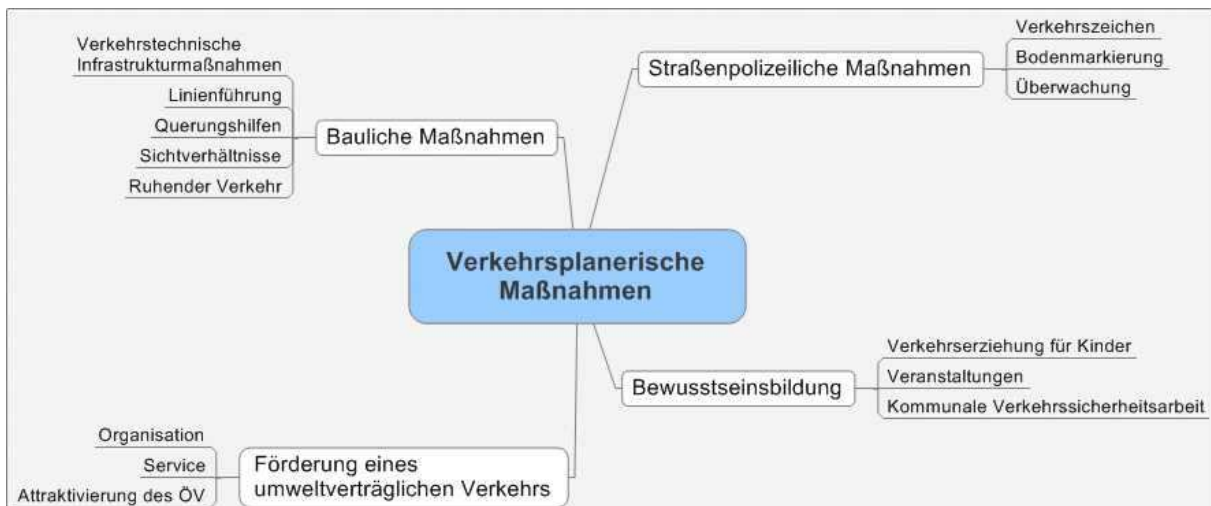 Verkehrstechnische
Infrastrukturmaßnahmen
Linienführung
Querungshilfen
Sichtverhältnisse
Ruhender Verkehr
Bauliche Maßnahmen
Straßenpolizeiliche Maßnahmen
Verkehrszeichen
Bodenmarkierung
Überwachung
Verkehrsplanerische
Maßnahmen
Bewusstseinsbildung
Verkehrserziehung für Kinder
Veranstaltungen
Kommunale Verkehrssicherheitsarbeit
Organisation
Service
Attraktivierung des ÖV
Förderung eines
umweltverträglichen Verkehrs